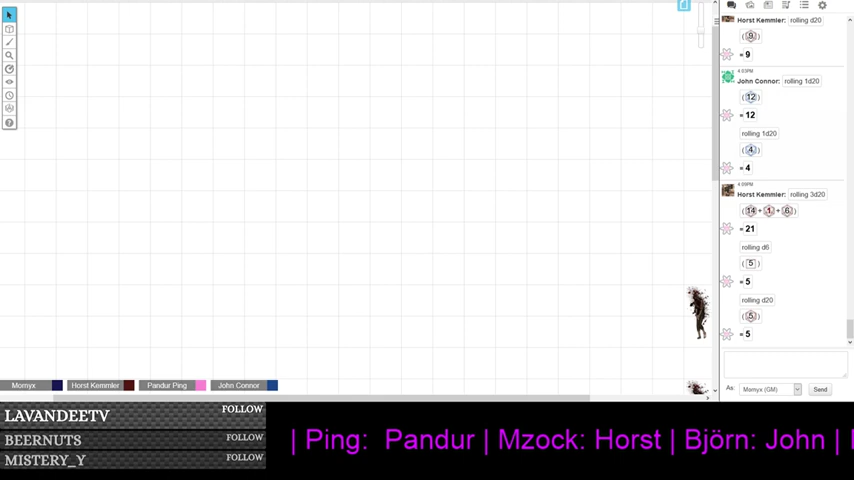 Horst Kemmler: rolling d20
(9)
= 9
4:03PM
John Connor: rolling 1d20
(12)
= 12
rolling 1d20
(4)
= 4
4:09PM
Horst Kemmler: rolling 3d20
(14+1+6)
= 21
rolling d6
(5)
= 5
rolling d20
(5)
= 5
As: Mornyx (GM) Send
Mornyx Horst Kemmler Pandur Ping John Connor
LAVANDEETV FOLLOW
BEERNUTS FOLLOW
MISTERY_Y FOLLOW
| Ping: Pandur | Mzock: Horst | Björn: John |